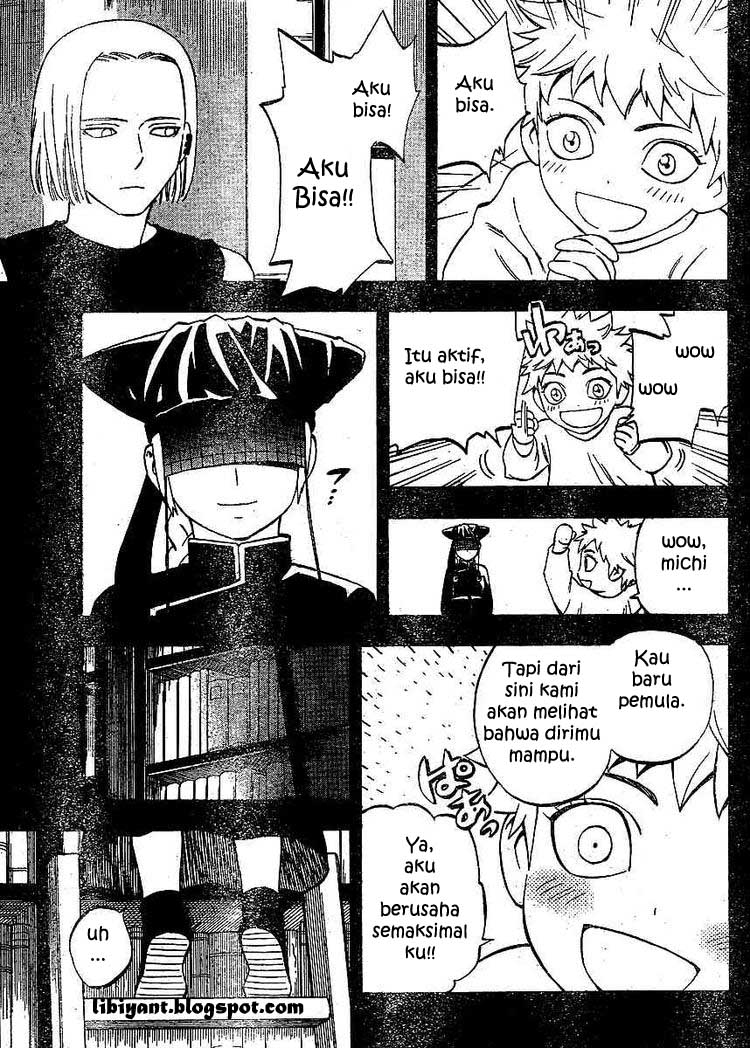 Aku
bisa.
Aku
bisa!
Aku
Bisa!!
wow
wow
Itu aktif,
aku bisa!!
wow,
michi
...
Kau
baru
pemula.
Tapi dari
sini kami
akan melihat
bahwa dirimu
mampu.
Ya,
aku
akan
berusaha
semaksimal
ku!!
uh
...
libiyant.blogspot.com